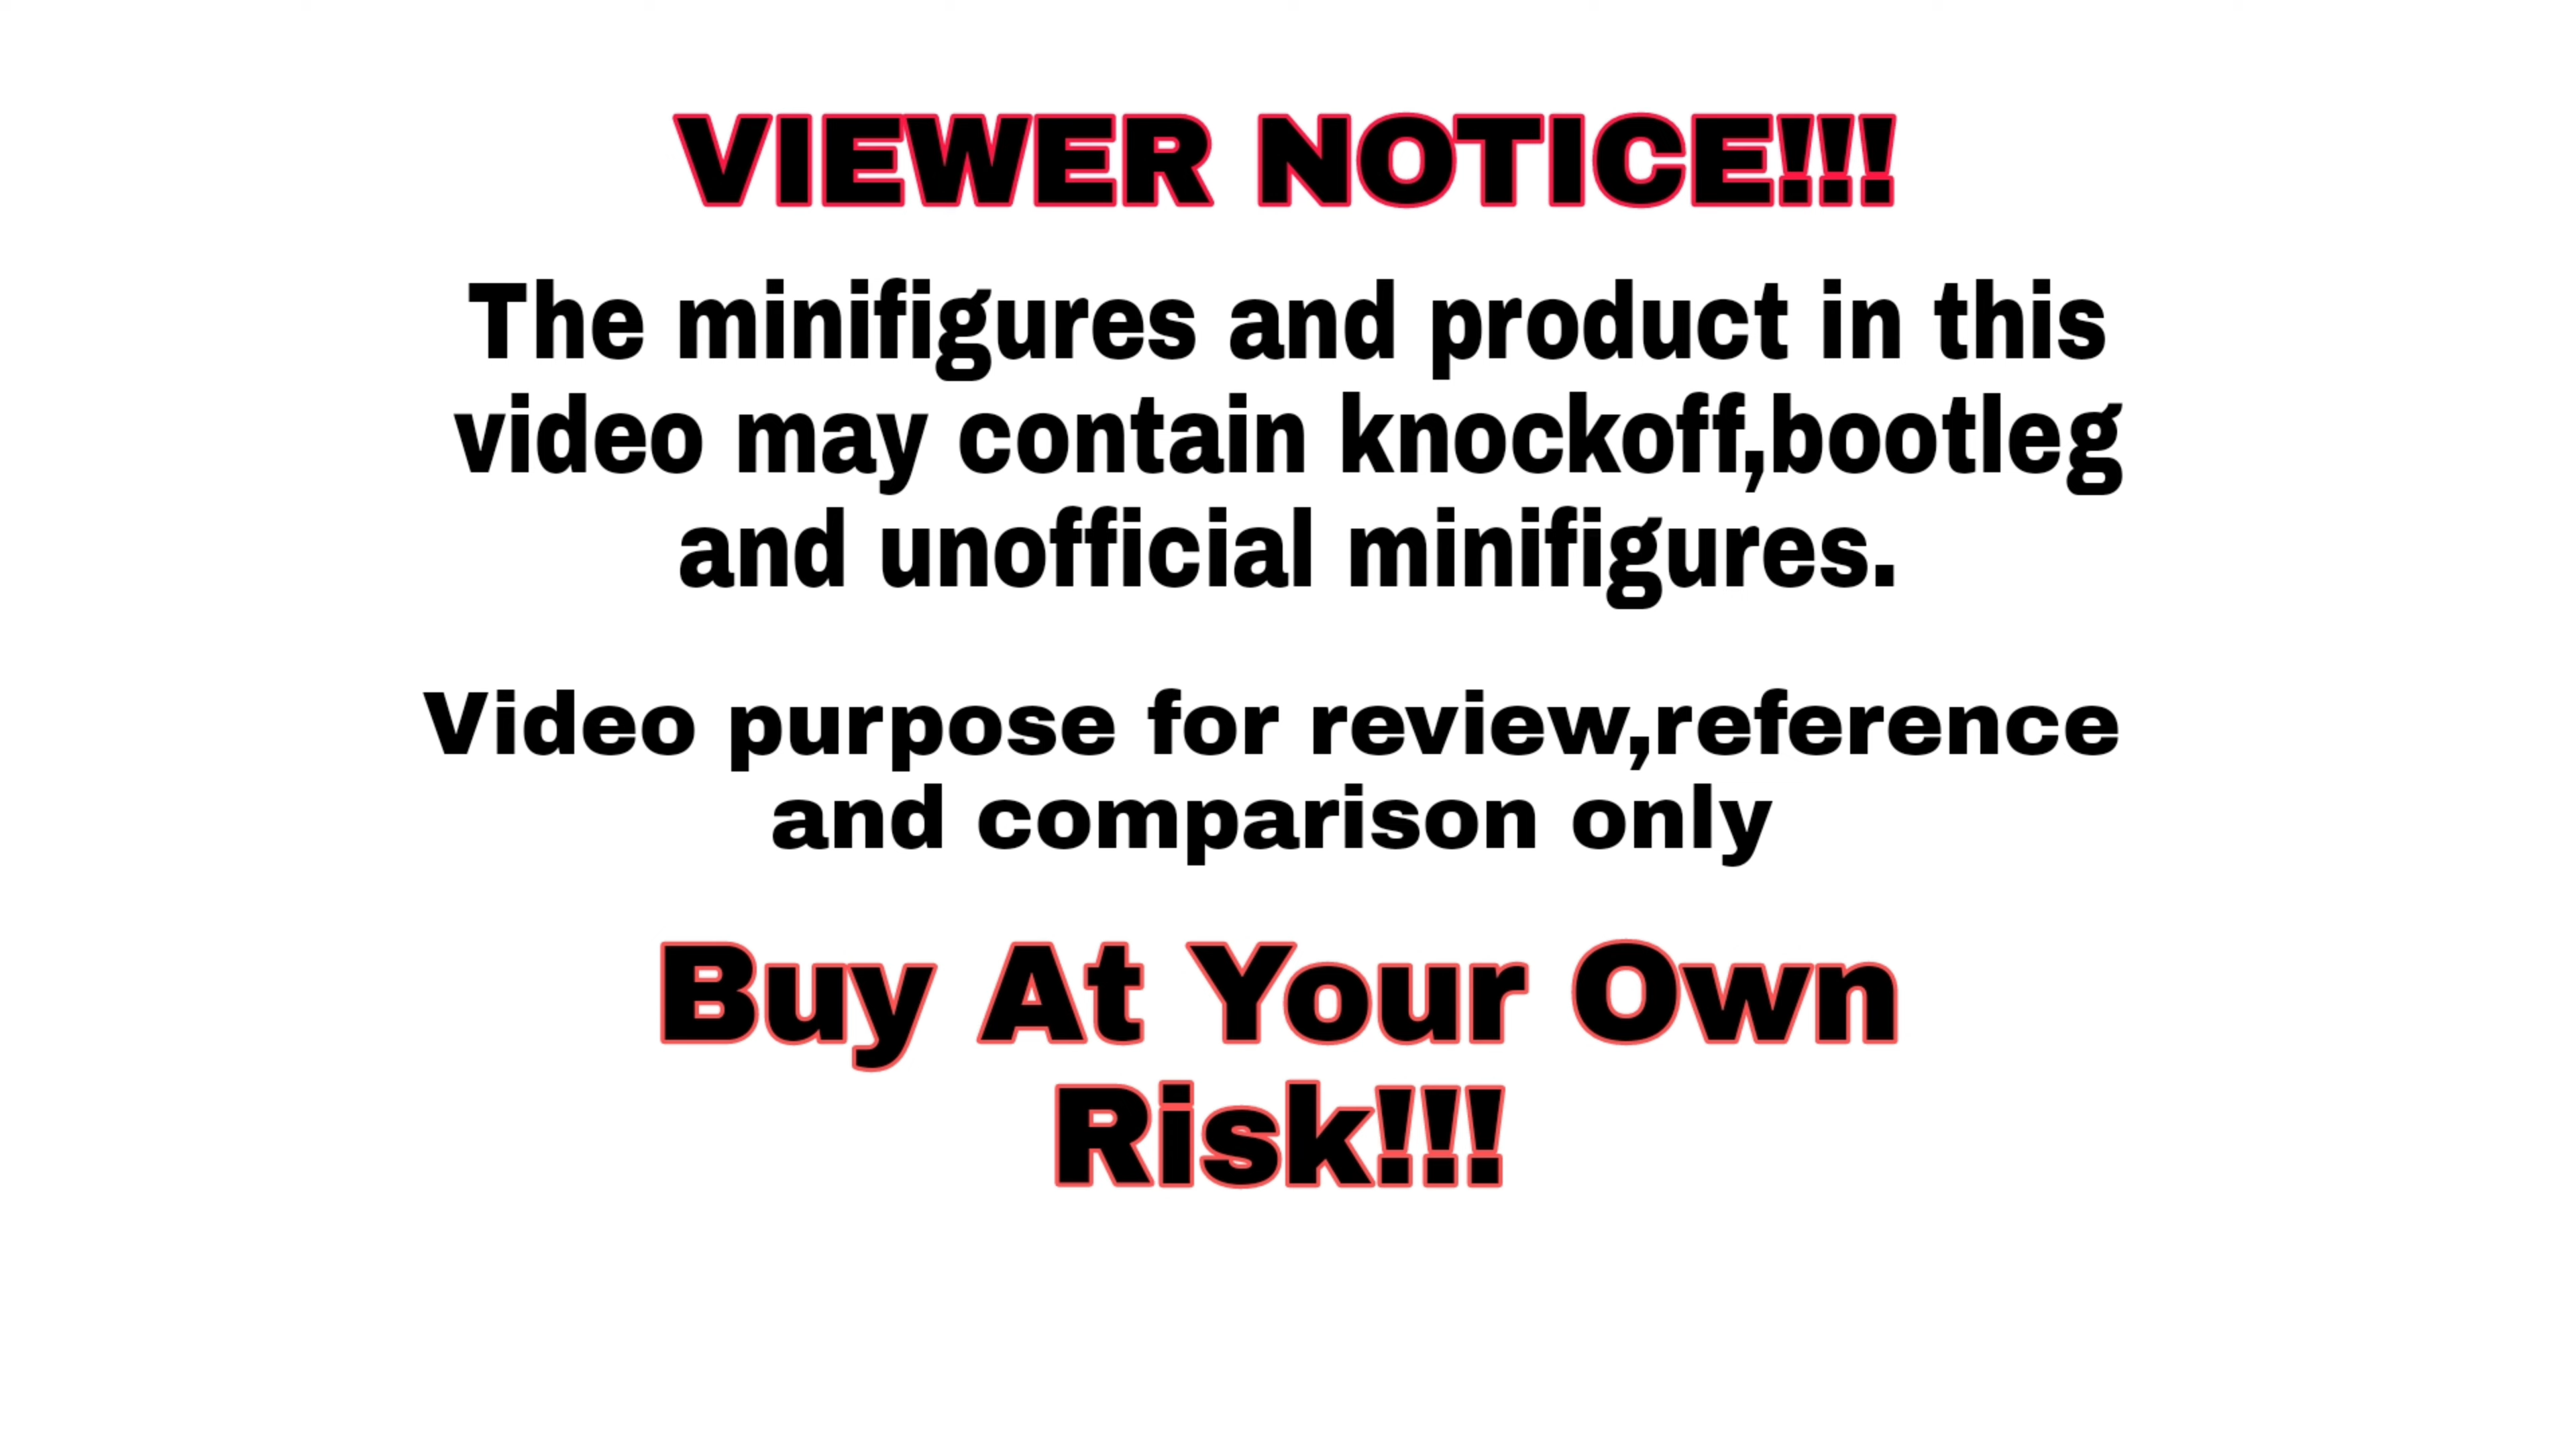 VIEWER NOTICE!!!
The minifigures and product in this
video may contain knockoff,bootleg
and unofficial minifigures.
Video purpose for review,reference
and comparison only
Buy At Your Own
Risk!!!